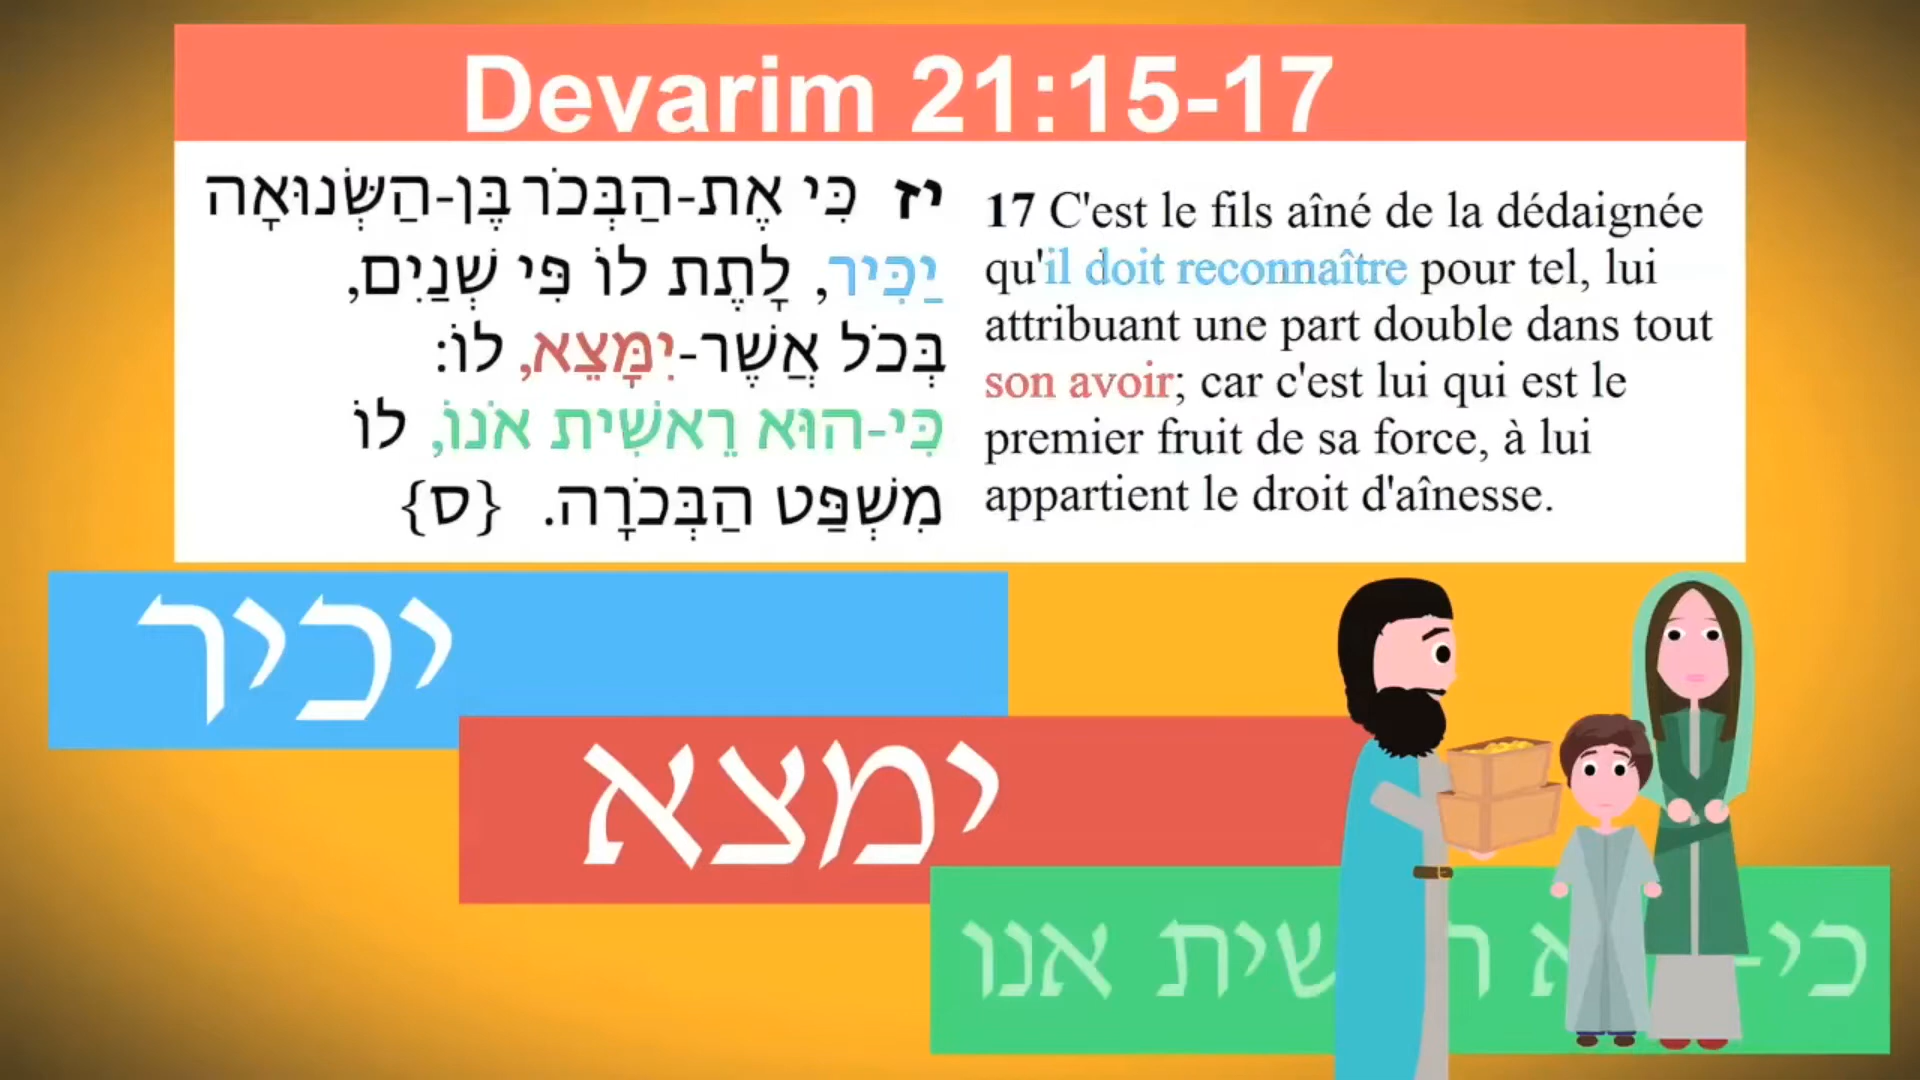 Devarim 21:15-17
יז כִּי אֶת-הַבְּכֹר בֶּן-הַשְּׂנוּאָה
יַכִּיר, לָתֶת לוֹ פִּי שְׁנַיִם,
בְּכֹל אֲשֶׁר-יִמָּצֵא, לוֹ:
כִּי-הוּא רֵאשִׁית אֹנוֹ, לוֹ
מִשְׁפַּט הַבְּכֹרָה. {ס}
17 C'est le fils aîné de la dédaignée
qu'il doit reconnaître pour tel, lui
attribuant une part double dans tout
son avoir; car c'est lui qui est le
premier fruit de sa force, à lui
appartient le droit d'aînesse.
יכיר
ימצא
כי- שית אנו